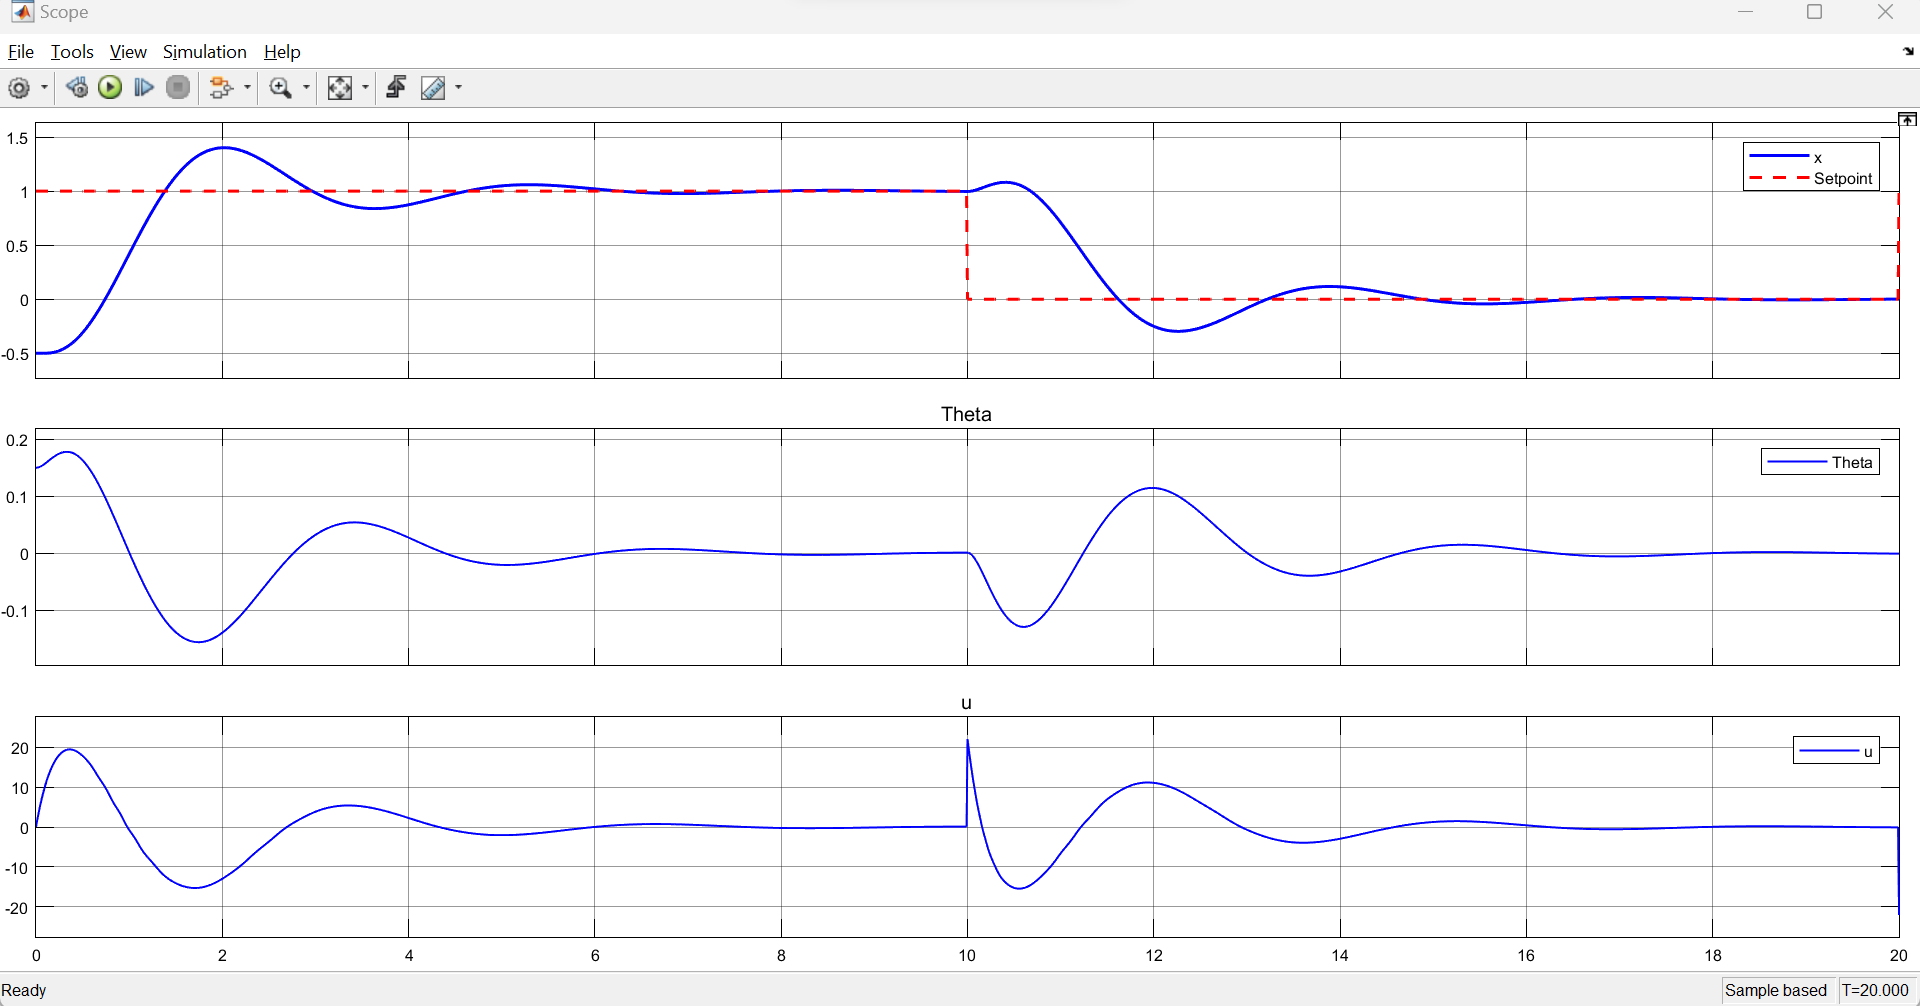 Scope
File Tools View Simulation Help
1.5
1
0.5
0
-0.5
x
Setpoint
Theta
0.2
0.1
0
-0.1
Theta
u
20
10
0
-10
-20
u
0 2 4 6 8 10 12 14 16 18 20
Ready
Sample based T=20.000